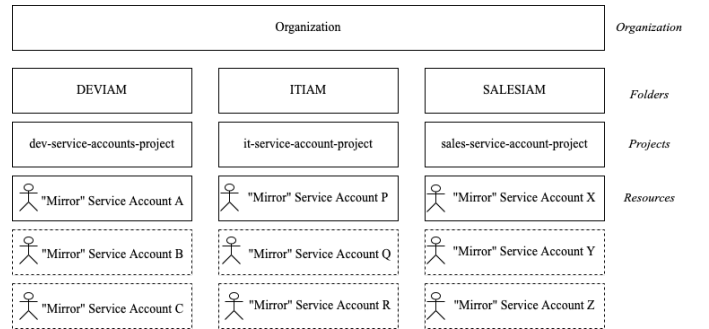 Organization
Organization
DEVIAM
ITIAM
SALESIAM
Folders
dev-service-accounts-project
it-service-account-project
sales-service-account-project
Projects
"Mirror" Service Account A
"Mirror" Service Account P
"Mirror" Service Account X
Resources
"Mirror" Service Account B
"Mirror" Service Account Q
"Mirror" Service Account Y
"Mirror" Service Account C
"Mirror" Service Account R
"Mirror" Service Account Z